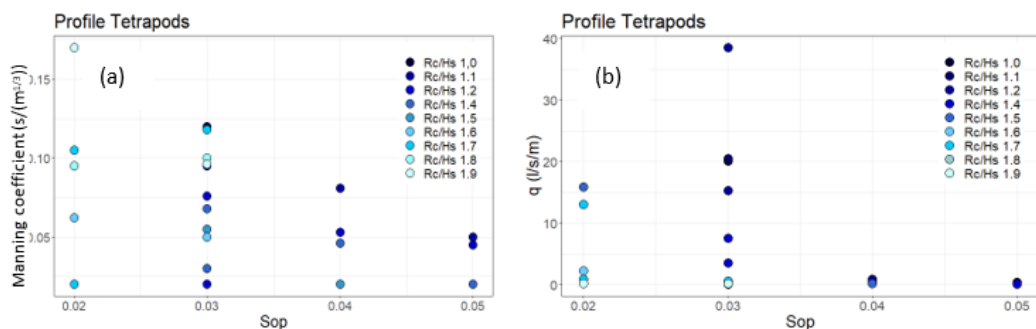 Profile Tetrapods
(a)
Manning coefficient (s/(m^1/3))
0.15
0.10
0.05
0.02
0.03
0.04
0.05
Sop
Rc/Hs 1,0
Rc/Hs 1.1
Rc/Hs 1.2
Rc/Hs 1.4
Rc/Hs 1.5
Rc/Hs 1.6
Rc/Hs 1.7
Rc/Hs 1.8
Rc/Hs 1.9
Profile Tetrapods
(b)
q (l/s/m)
40
30
20
10
0
0.02
0.03
0.04
0.05
Sop
Rc/Hs 1.0
Rc/Hs 1.1
Rc/Hs 1.2
Rc/Hs 1.4
Rc/Hs 1.5
Rc/Hs 1.6
Rc/Hs 1.7
Rc/Hs 1.8
Rc/Hs 1.9